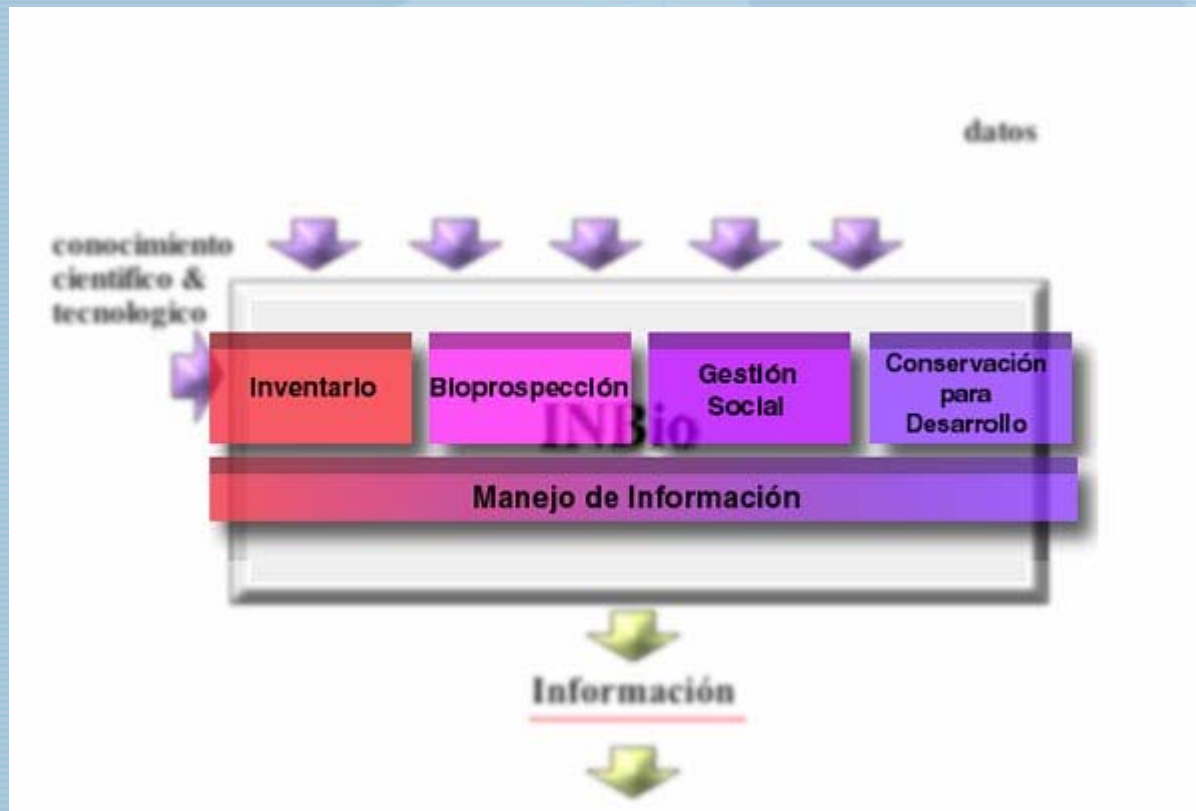 datos
conocimiento
científico &
tecnologico
Inventario
Bioprospección
Gestión
Social
Conservación
para
Desarrollo
INBio
Manejo de Información
Información